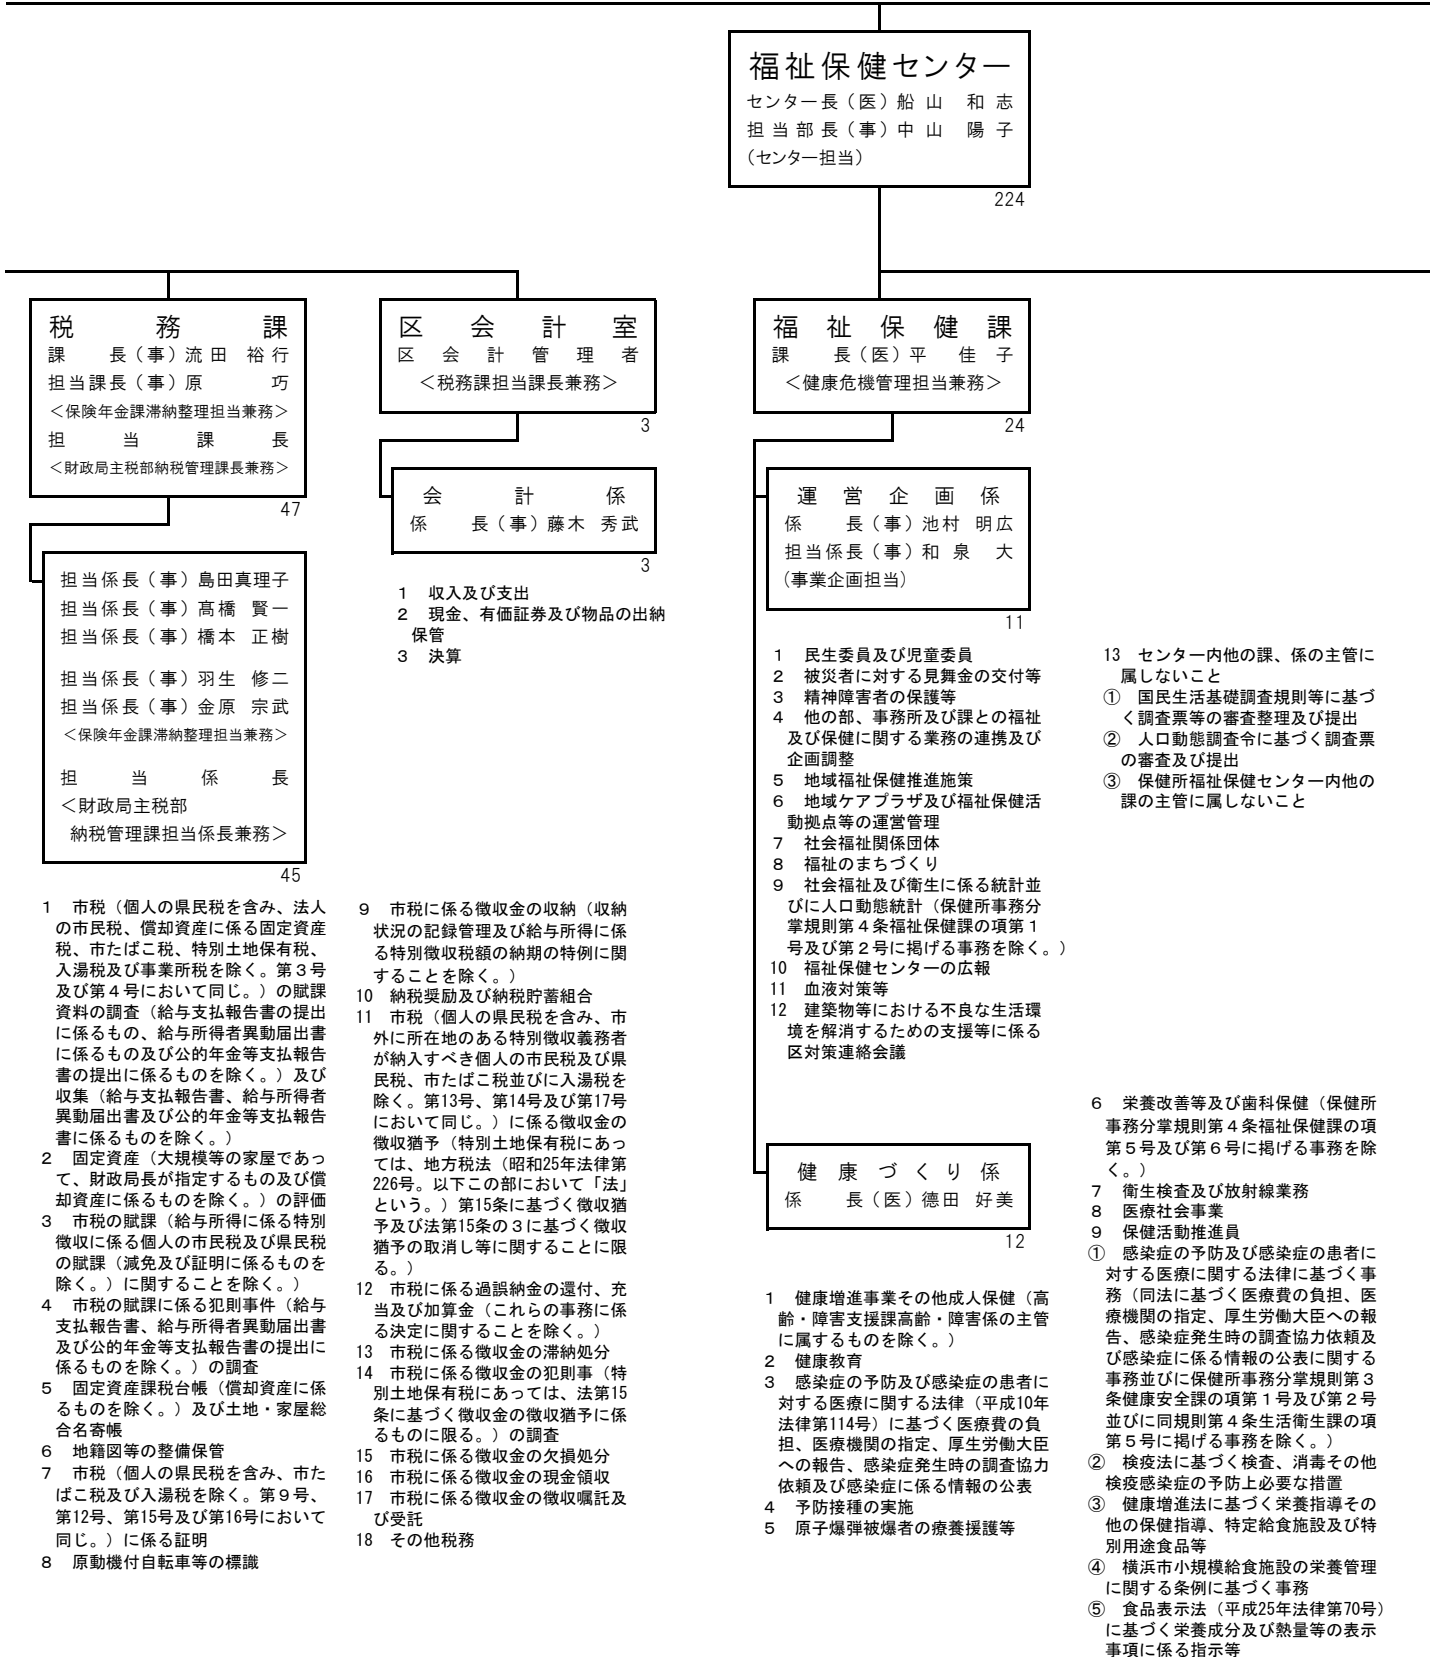 福祉保健センター
センター長（医）船山　和志
担当部長（事）中山　陽子
（センター担当）
224
税務課
課長（事）流田　裕行
担当課長（事）原　巧
＜保険年金課滞納整理担当兼務＞
担当課長
＜財政局主税部納税管理課長兼務＞
47
担当係長（事）島田真理子
担当係長（事）髙橋　賢一
担当係長（事）橋本　正樹
担当係長（事）羽生　修二
担当係長（事）金原　宗武
＜保険年金課滞納整理担当兼務＞
担当係長
＜財政局主税部
納税管理課担当係長兼務＞
45
1　市税（個人の県民税を含み、法人
の市民税、償却資産に係る固定資産
税、市たばこ税、特別土地保有税、
入湯税及び事業所税を除く。第３号
及び第４号において同じ。）の賦課
資料の調査（給与支払報告書の提出
に係るもの、給与所得者異動届出書
に係るもの及び公的年金等支払報告
書の提出に係るものを除く。）及び
収集（給与支払報告書、給与所得者
異動届出書及び公的年金等支払報告
書に係るものを除く。）
2　固定資産（大規模等の家屋であっ
て、財政局長が指定するもの及び償
却資産に係るものを除く。）の評価
3　市税の賦課（給与所得に係る特別
徴収に係る個人の市民税及び県民税
の賦課（減免及び証明に係るものを
除く。）に関することを除く。）
4　市税の賦課に係る犯則事件（給与
支払報告書、給与所得者異動届出書
及び公的年金等支払報告書の提出に
係るものを除く。）の調査
5　固定資産課税台帳（償却資産に係
るものを除く。）及び土地・家屋総
合名寄帳
6　地籍図等の整備保管
7　市税（個人の県民税を含み、市た
ばこ税及び入湯税を除く。第９号、
第12号、第15号及び第16号において
同じ。）に係る証明
8　原動機付自転車等の標識
9　市税に係る徴収金の収納（収納
状況の記録管理及び給与所得に係
る特別徴収税額の納期の特例に関
することを除く。）
10　納税奨励及び納税貯蓄組合
11　市税（個人の県民税を含み、市
外に所在地のある特別徴収義務者
が納入すべき個人の市民税及び県
民税、市たばこ税並びに入湯税を
除く。第13号、第14号及び第17号
において同じ。）に係る徴収金の
徴収猶予（特別土地保有税にあっ
ては、地方税法（昭和25年法律第
226号。以下この部において「法」
という。）第15条に基づく徴収猶
予及び法第15条の３に基づく徴収
猶予の取消し等に関することに限
る。）
12　市税に係る過誤納金の還付、充
当及び加算金（これらの事務に係
る決定に関することを除く。）
13　市税に係る徴収金の滞納処分
14　市税に係る徴収金の犯則事（特
別土地保有税にあっては、法第15
条に基づく徴収金の徴収猶予に係
るものに限る。）の調査
15　市税に係る徴収金の欠損処分
16　市税に係る徴収金の現金領収
17　市税に係る徴収金の徴収嘱託及
び受託
18　その他税務
区会計室
区会計管理者
＜税務課担当課長兼務＞
3
会計係
係長（事）藤木　秀武
3
1　収入及び支出
2　現金、有価証券及び物品の出納
保管
3　決算
福祉保健課
課長（医）平　佳子
＜健康危機管理担当兼務＞
24
運営企画係
係長（事）池村　明広
担当係長（事）和泉　大
（事業企画担当）
11
1　民生委員及び児童委員
2　被災者に対する見舞金の交付等
3　精神障害者の保護等
4　他の部、事務所及び課との福祉
及び保健に関する業務の連携及び
企画調整
5　地域福祉保健推進施策
6　地域ケアプラザ及び福祉保健活
動拠点等の運営管理
7　社会福祉関係団体
8　福祉のまちづくり
9　社会福祉及び衛生に係る統計並
びに人口動態統計（保健所事務分
掌規則第４条福祉保健課の項第１
号及び第２号に掲げる事務を除く。）
10　福祉保健センターの広報
11　血液対策等
12　建築物等における不良な生活環
境を解消するための支援等に係る
区対策連絡会議
13　センター内他の課、係の主管に
属しないこと
①　国民生活基礎調査規則等に基づ
く調査票等の審査整理及び提出
②　人口動態調査令に基づく調査票
の審査及び提出
③　保健所福祉保健センター内他の
課の主管に属しないこと
健康づくり係
係長（医）德田　好美
12
1　健康増進事業その他成人保健（高
齢・障害支援課高齢・障害係の主管
に属するものを除く。）
2　健康教育
3　感染症の予防及び感染症の患者に
対する医療に関する法律（平成10年
法律第114号）に基づく医療費の負
担、医療機関の指定、厚生労働大臣
への報告、感染症発生時の調査協力
依頼及び感染症に係る情報の公表
4　予防接種の実施
5　原子爆弾被爆者の療養援護等
6　栄養改善等及び歯科保健（保健所
事務分掌規則第４条福祉保健課の項
第５号及び第６号に掲げる事務を除
く。）
7　衛生検査及び放射線業務
8　医療社会事業
9　保健活動推進員
①　感染症の予防及び感染症の患者に
対する医療に関する法律に基づく事
務（同法に基づく医療費の負担、医
療機関の指定、厚生労働大臣への報
告、感染症発生時の調査協力依頼及
び感染症に係る情報の公表に関する
事務並びに保健所事務分掌規則第３
条健康安全課の項第１号及び第２号
並びに同規則第４条生活衛生課の項
第５号に掲げる事務を除く。）
②　検疫法に基づく検査、消毒その他
検疫感染症の予防上必要な措置
③　健康増進法に基づく栄養指導その
他の保健指導、特定給食施設及び特
別用途食品等
④　横浜市小規模給食施設の栄養管理
に関する条例に基づく事務
⑤　食品表示法（平成25年法律第70号）
に基づく栄養成分及び熱量等の表示
事項に係る指示等